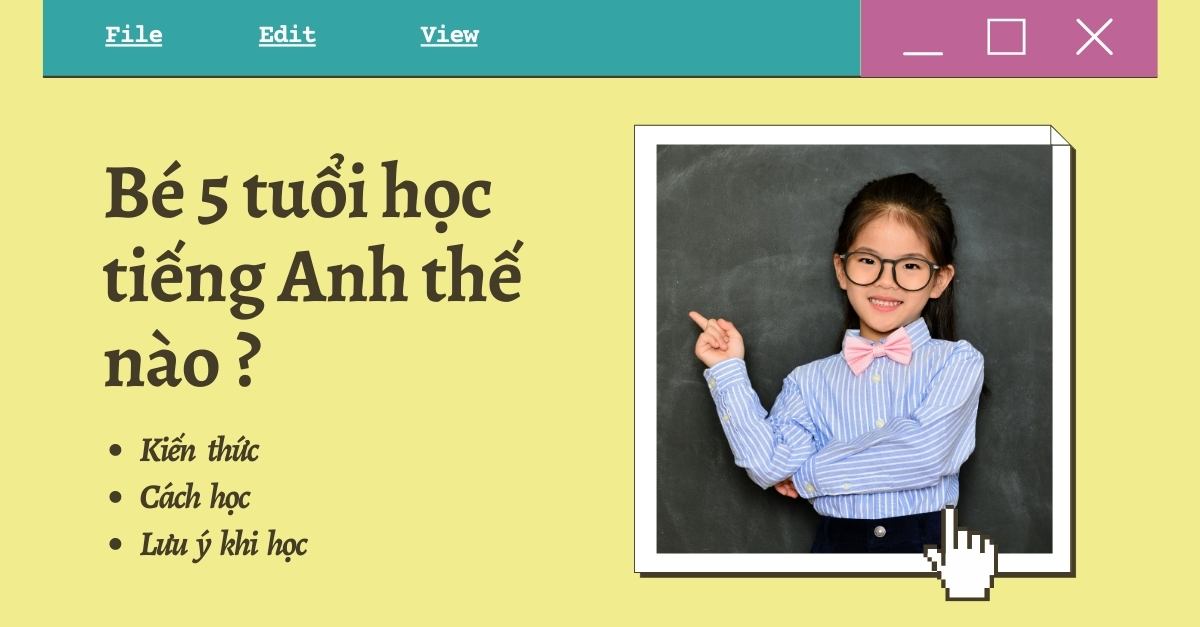 File Edit View
Bé 5 tuổi học
tiếng Anh thế
nào ?
• Kiến thức
• Cách học
• Lưu ý khi học